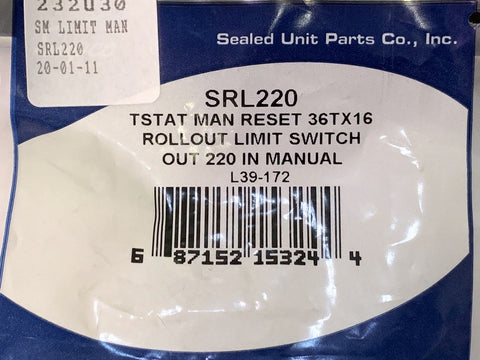 232030
SM LIMIT MAN
SRL220
20-01-11
Sealed Unit Parts Co., Inc.
SRL220
TSTAT MAN RESET 36TX16
ROLLOUT LIMIT SWITCH
OUT 220 IN MANUAL
L39-172
6 87152 15324 4